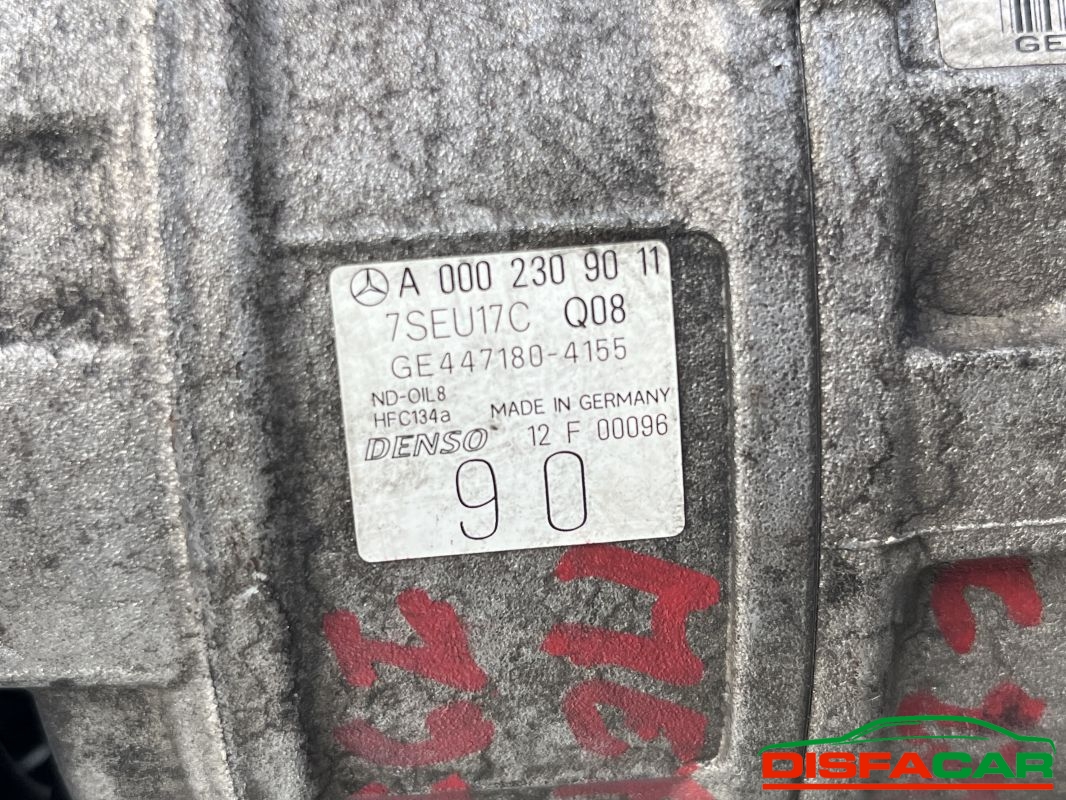 GE
A 000 230 90 11
7SEU17C Q08
GE447180-4155
ND-OIL8
HFC134a MADE IN GERMANY
DENSO 12 F 00096
90
DISFACAR